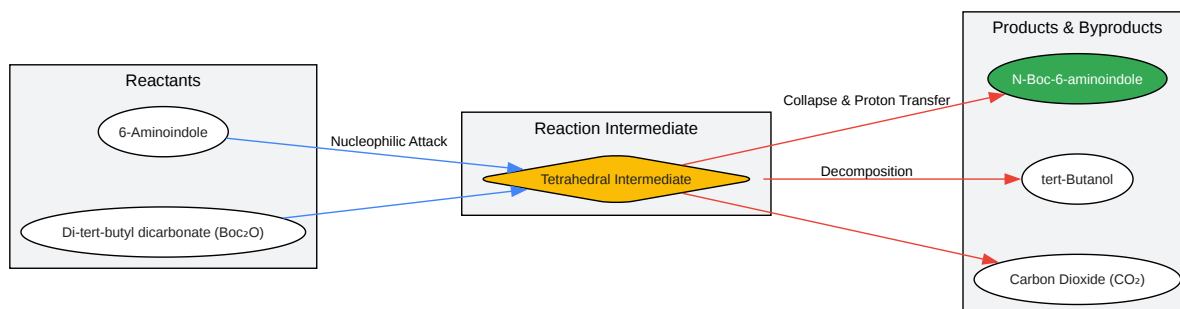 Products & Byproducts
Reactants
N-Boc-6-aminoindole
Collapse & Proton Transfer
6-Aminoindole
Nucleophilic Attack
Reaction Intermediate
Tetrahedral Intermediate
Decomposition
tert-Butanol
Di-tert-butyl dicarbonate (Boc₂O)
Carbon Dioxide (CO₂)